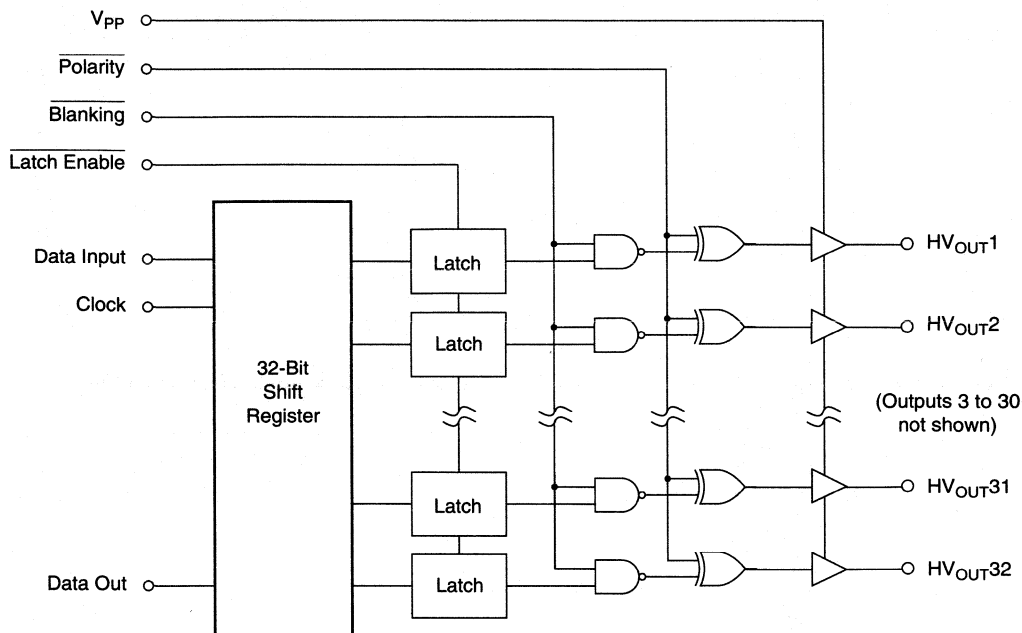 VPP
Polarity
Blanking
Latch Enable
Data Input
Clock
Data Out
32-Bit
Shift
Register
Latch
Latch
Latch
Latch
HVOUT1
HVOUT2
(Outputs 3 to 30
not shown)
HVOUT31
HVOUT32